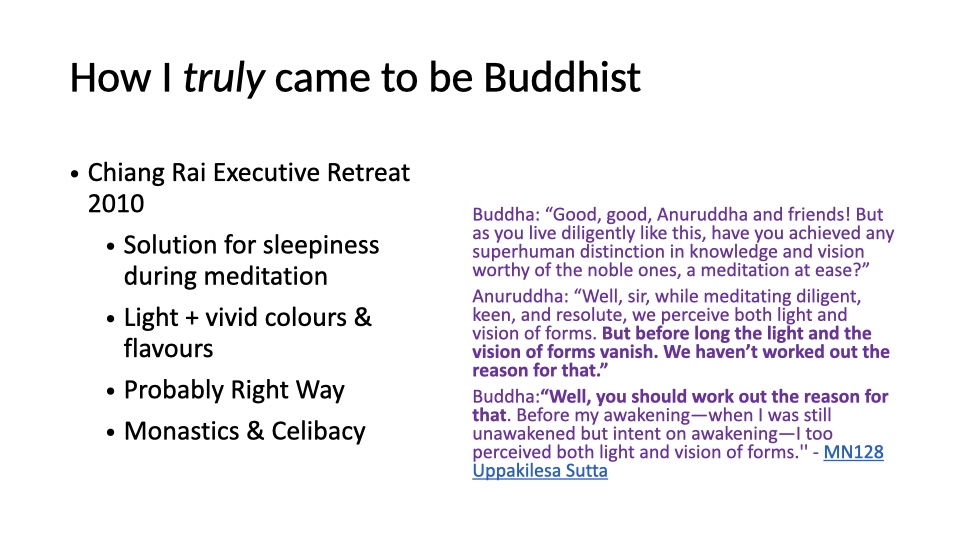 How I truly came to be Buddhist
• Chiang Rai Executive Retreat
2010
• Solution for sleepiness
during meditation
• Light + vivid colours &
flavours
• Probably Right Way
• Monastics & Celibacy
Buddha: “Good, good, Anuruddha and friends! But
as you live diligently like this, have you achieved any
superhuman distinction in knowledge and vision
worthy of the noble ones, a meditation at ease?”
Anuruddha: “Well, sir, while meditating diligent,
keen, and resolute, we perceive both light and
vision of forms. But before long the light and the
vision of forms vanish. We haven’t worked out the
reason for that.”
Buddha:“Well, you should work out the reason for
that. Before my awakening—when I was still
unawakened but intent on awakening—I too
perceived both light and vision of forms.'' - MN128
Uppakilesa Sutta